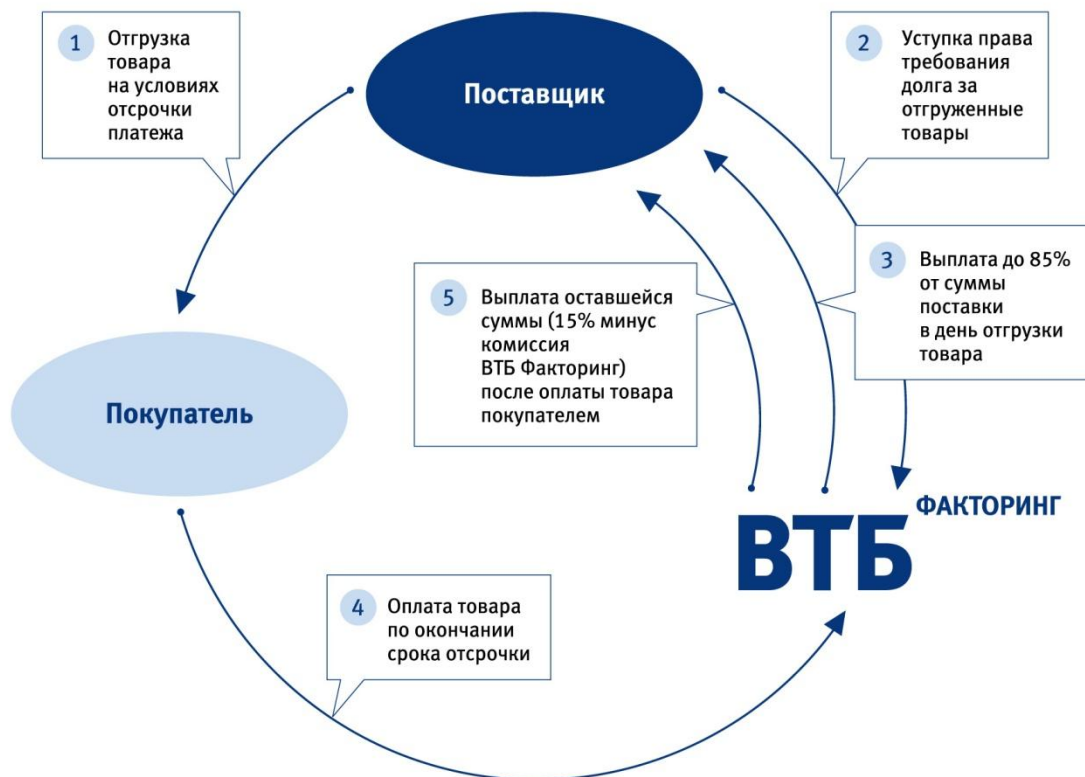 1
Отгрузка
товара
на условиях
отсрочки
платежа
Поставщик
2
Уступка права
требования
долга за
отгруженные
товары
3
Выплата до 85%
от суммы
поставки
в день отгрузки
товара
5
Выплата оставшейся
суммы (15% минус
комиссия
ВТБ Факторинг)
после оплаты товара
покупателем
Покупатель
ВТБ
ФАКТОРИНГ
4
Оплата товара
по окончании
срока отсрочки